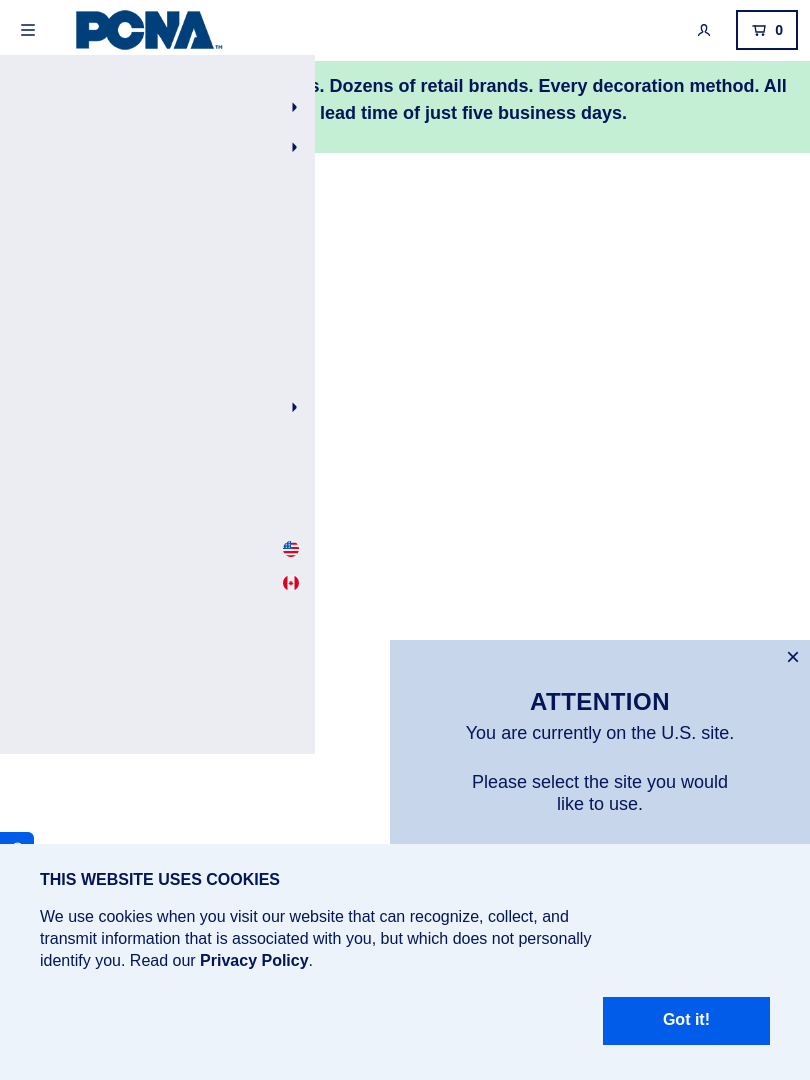 PCNA™
0
s. Dozens of retail brands. Every decoration method. All
lead time of just five business days.
×
ATTENTION
You are currently on the U.S. site.
Please select the site you would
like to use.
THIS WEBSITE USES COOKIES
We use cookies when you visit our website that can recognize, collect, and
transmit information that is associated with you, but which does not personally
identify you. Read our Privacy Policy.
Got it!